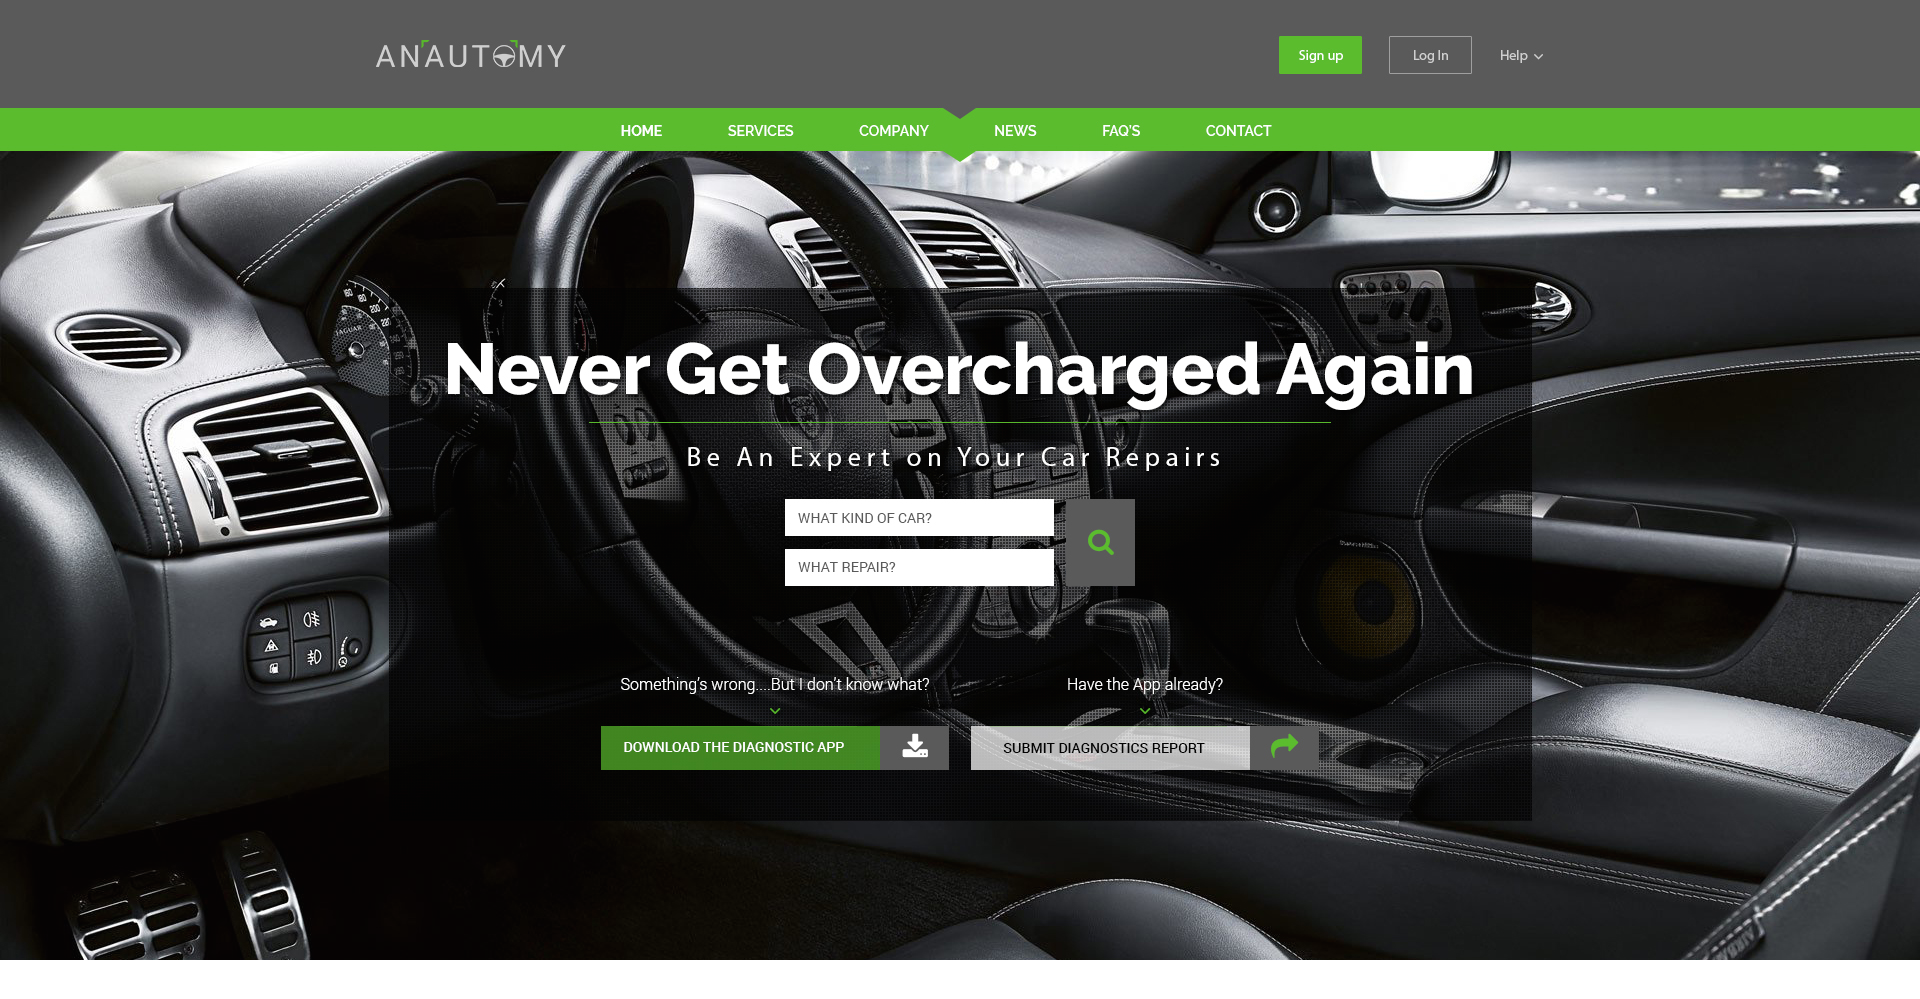 ANAUTOMY
Sign up
Log In
Help
HOME
SERVICES
COMPANY
NEWS
FAQ'S
CONTACT
JAGUAR
Never Get Overcharged Again
Be An Expert on Your Car Repairs
WHAT KIND OF CAR?
WHAT REPAIR?
Something's wrong....But I don't know what?
Have the App already?
DOWNLOAD THE DIAGNOSTIC APP
SUBMIT DIAGNOSTICS REPORT